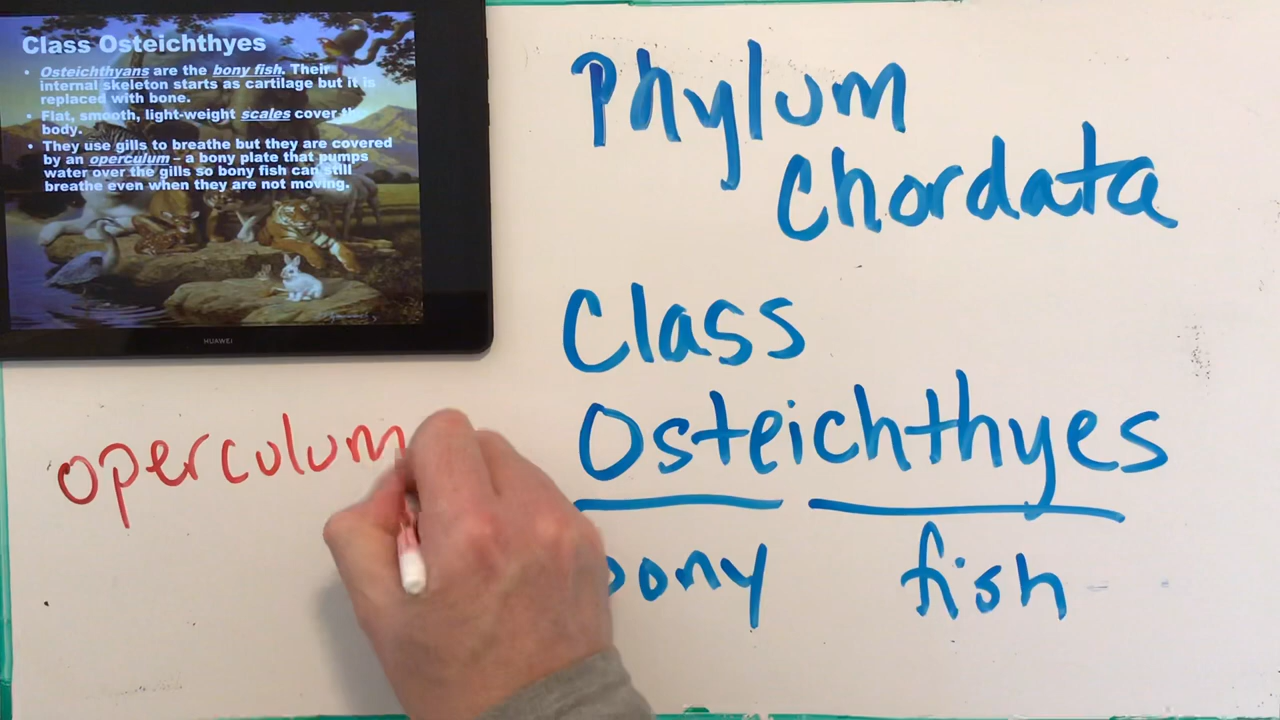 Class Osteichthyes
• Osteichthyans are the bony fish. Their
internal skeleton starts as cartilage but it is
replaced with bone.
• Flat, smooth, light-weight scales cover the
body.
• They use gills to breathe but they are covered
by an operculum – a bony plate that pumps
water over the gills so bony fish can still
breathe even when they are not moving.
HUAWEI
Phylum
Chordata
Class
Osteichthyes
bony fish
operculum